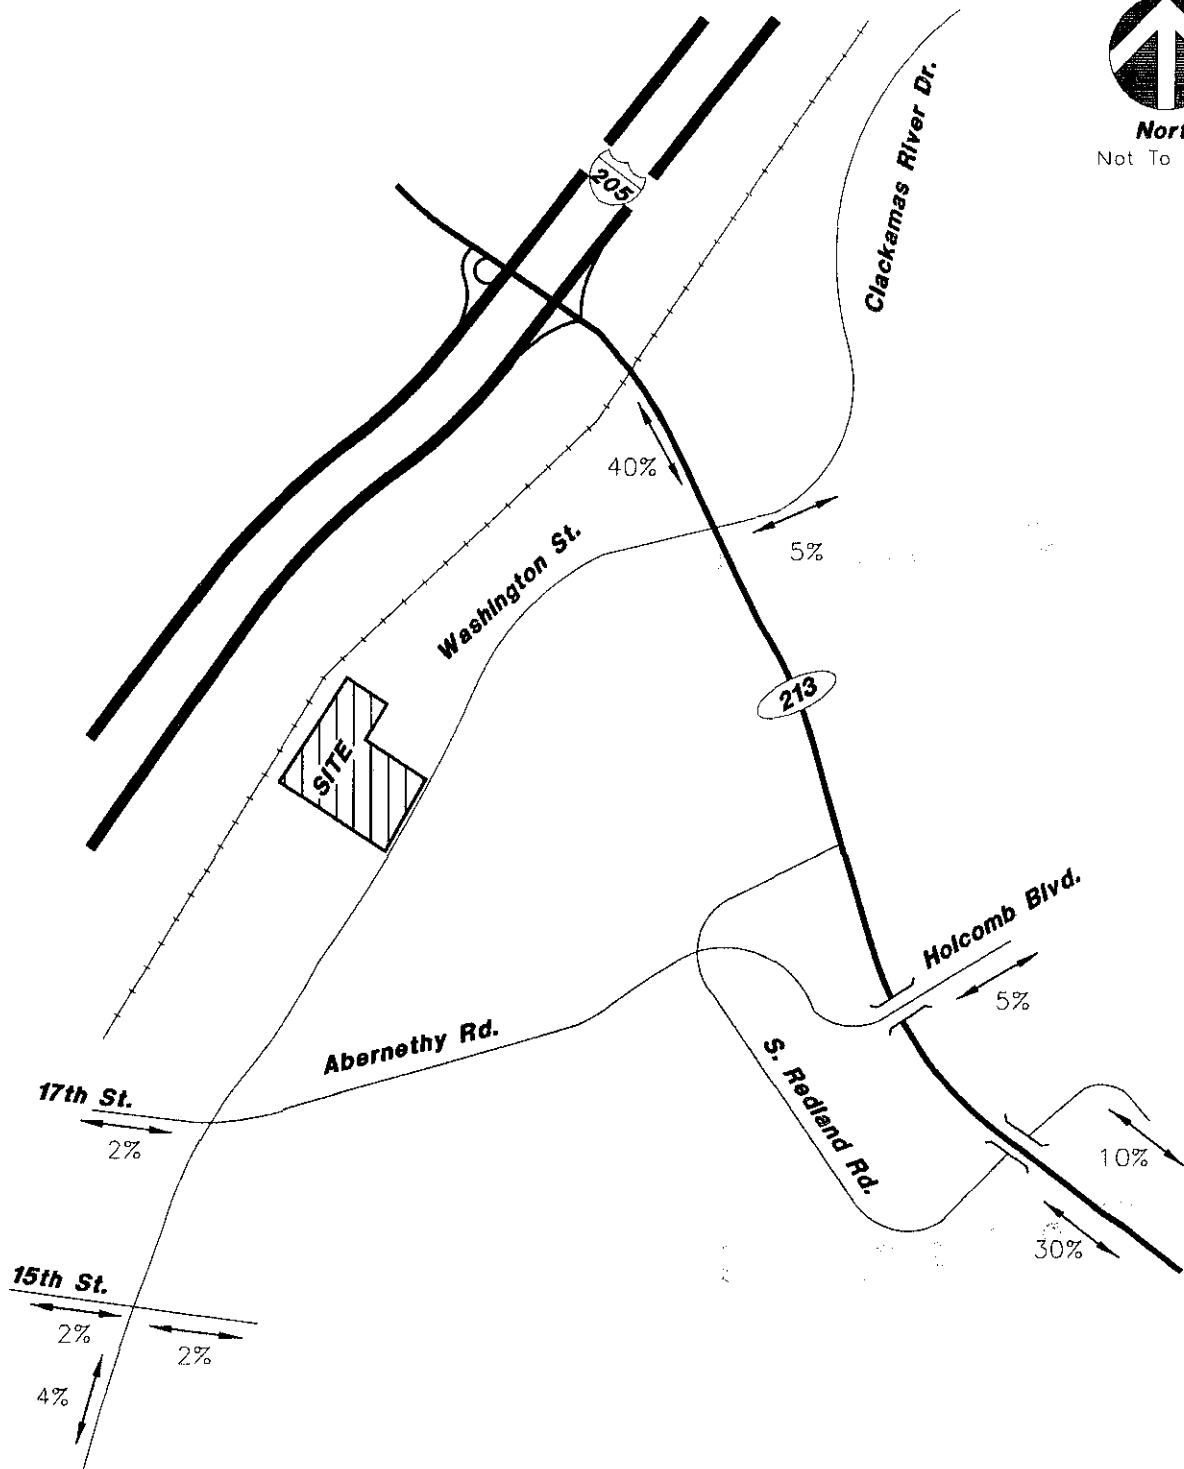 Nort
Not To
Clackamas River Dr.
205
40%
5%
Washington St.
213
SITE
Holcomb Blvd.
5%
Abernethy Rd.
S. Redland Rd.
17th St.
2%
10%
30%
15th St.
2%
2%
4%